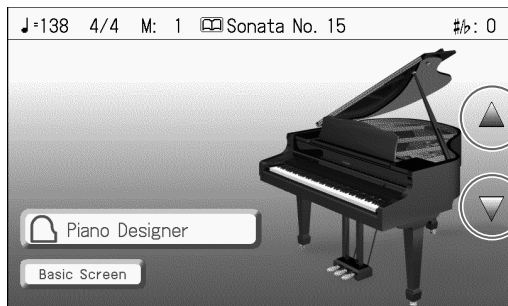 ♩=138 4/4 M: 1 Sonata No. 15 ♯/♭: 0
Piano Designer
Basic Screen